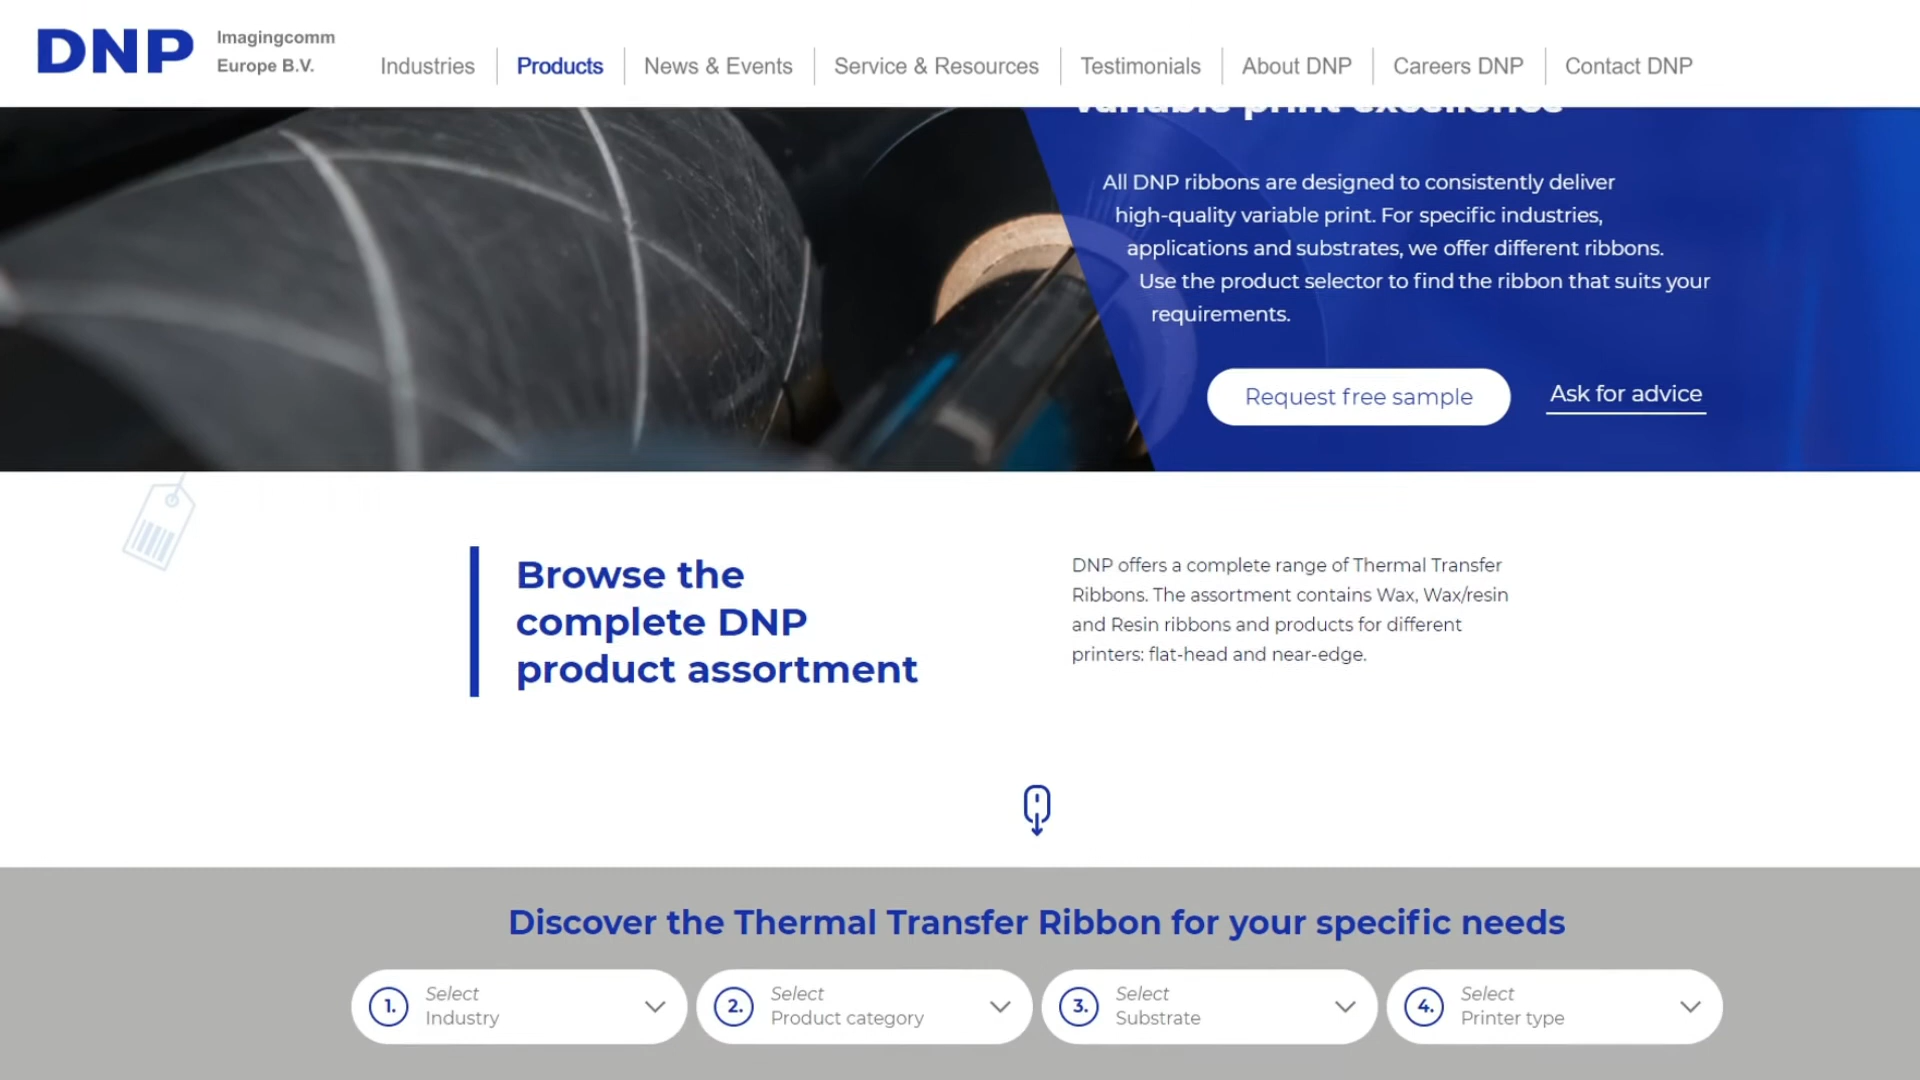 DNP
Imagingcomm
Europe B.V.
Industries
Products
News & Events
Service & Resources
Testimonials
About DNP
Careers DNP
Contact DNP
variable print excellence
All DNP ribbons are designed to consistently deliver
high-quality variable print. For specific industries,
applications and substrates, we offer different ribbons.
Use the product selector to find the ribbon that suits your
requirements.
Request free sample
Ask for advice
Browse the
complete DNP
product assortment
DNP offers a complete range of Thermal Transfer
Ribbons. The assortment contains Wax, Wax/resin
and Resin ribbons and products for different
printers: flat-head and near-edge.
Discover the Thermal Transfer Ribbon for your specific needs
1.
Select
Industry
2.
Select
Product category
3.
Select
Substrate
4.
Select
Printer type